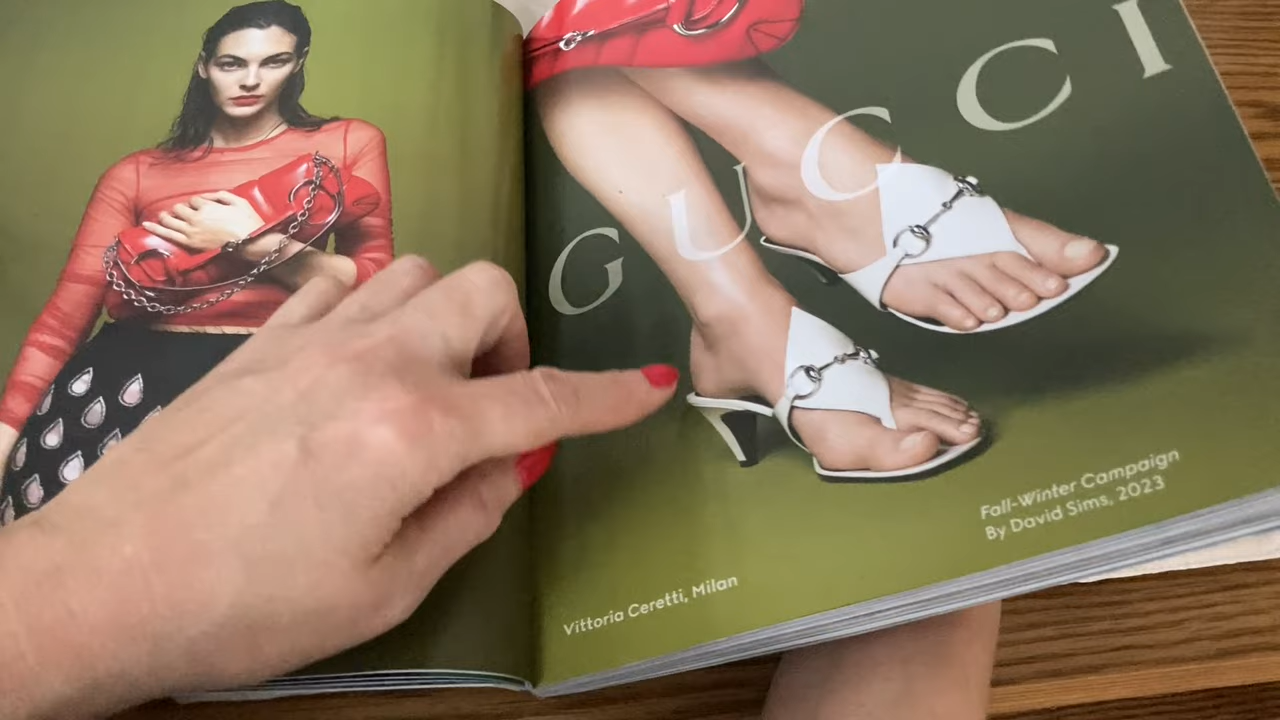 GUCCI
Fall-Winter Campaign
By David Sims, 2023
Vittoria Ceretti, Milan